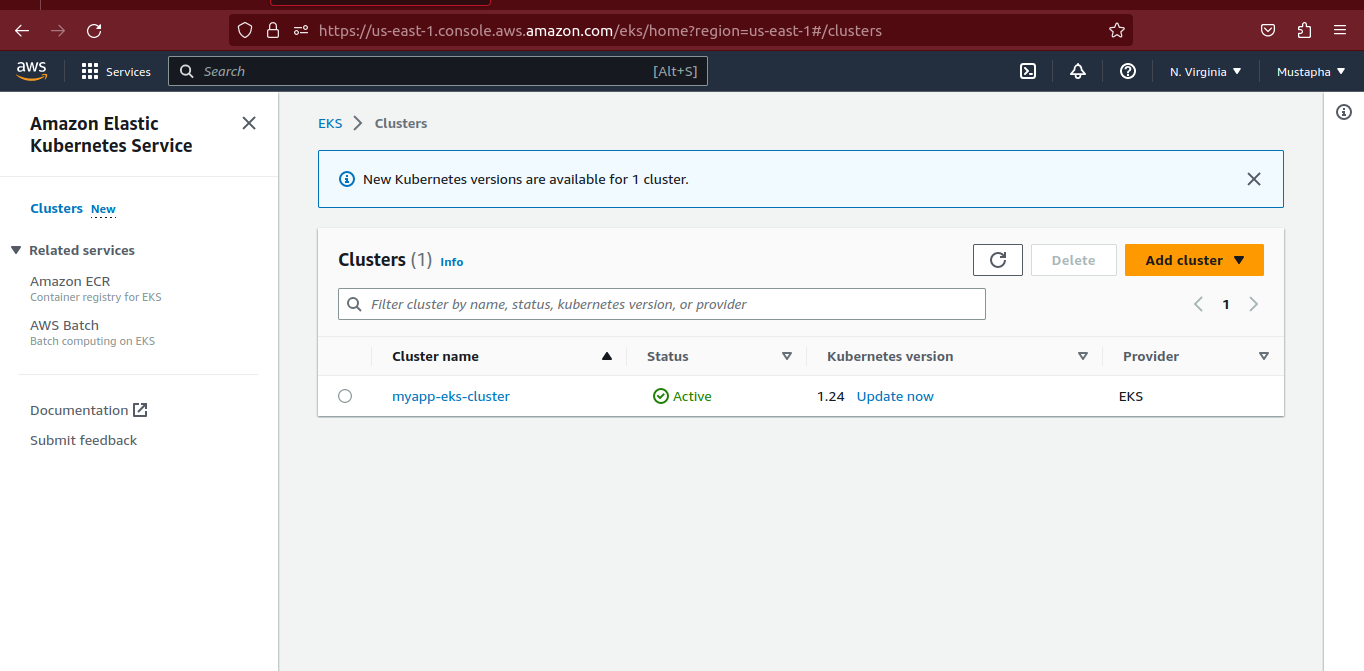 https://us-east-1.console.aws.amazon.com/eks/home?region=us-east-1#/clusters
aws
Services
Search
[Alt+S]
N. Virginia
Mustapha
Amazon Elastic
Kubernetes Service
Clusters New
Related services
Amazon ECR
Container registry for EKS
AWS Batch
Batch computing on EKS
Documentation
Submit feedback
EKS
Clusters
New Kubernetes versions are available for 1 cluster.
Clusters (1) Info
Delete
Add cluster
Filter cluster by name, status, kubernetes version, or provider
1
Cluster name
Status
Kubernetes version
Provider
myapp-eks-cluster
Active
1.24 Update now
EKS